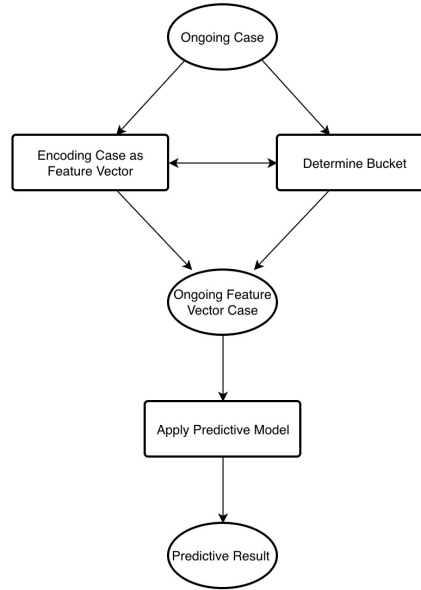 Ongoing Case
Encoding Case as
Feature Vector
Determine Bucket
Ongoing Feature
Vector Case
Apply Predictive Model
Predictive Result